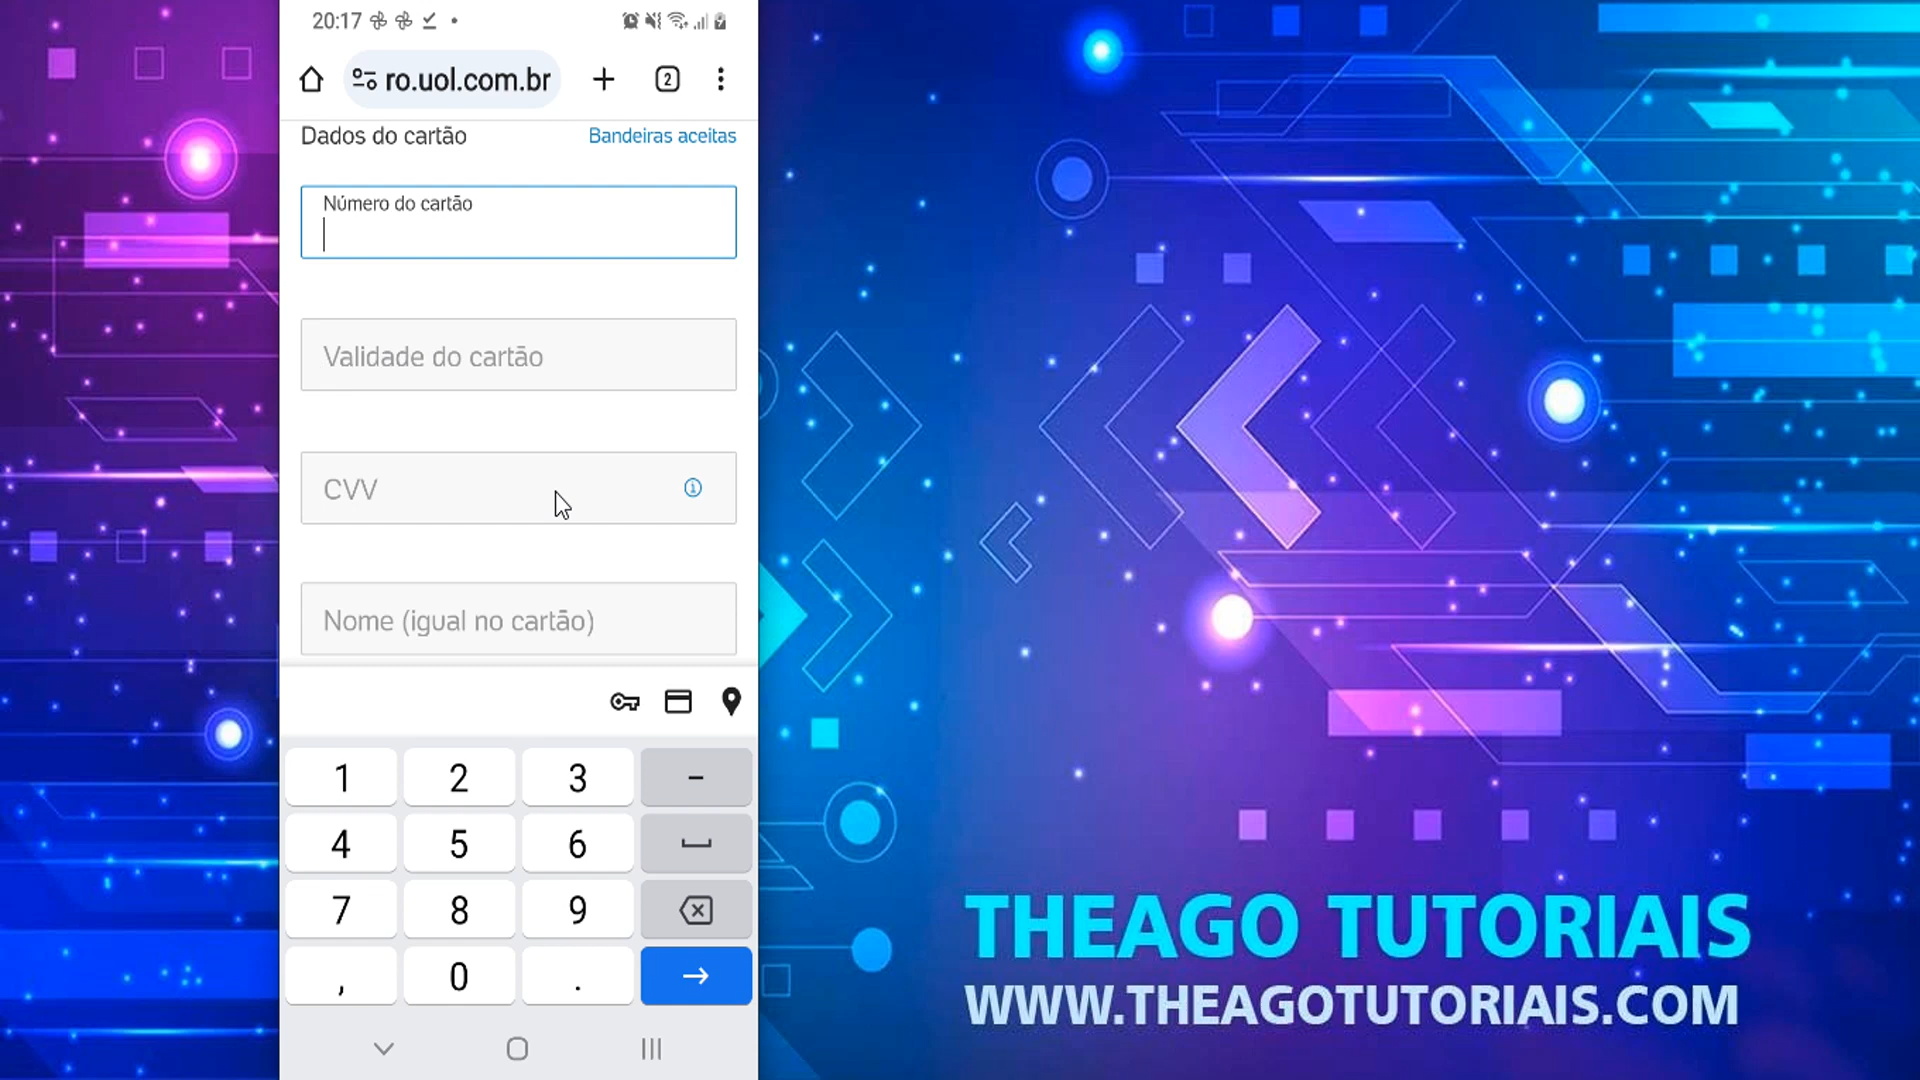 20:17
ro.uol.com.br
2
Dados do cartão
Bandeiras aceitas
Número do cartão
Validade do cartão
CVV
Nome (igual no cartão)
1 2 3 -
4 5 6
7 8 9
, 0 .
THEAGO TUTORIAIS
WWW.THEAGOTUTORIAIS.COM